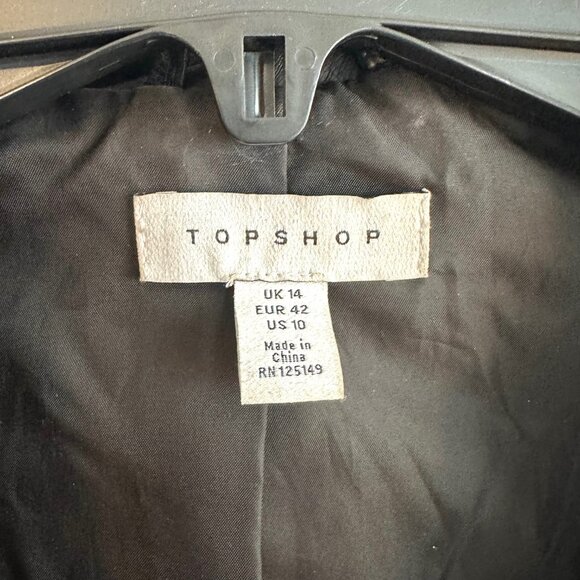 TOPSHOP
UK 14
EUR 42
US 10
Made in
China
RN 125149